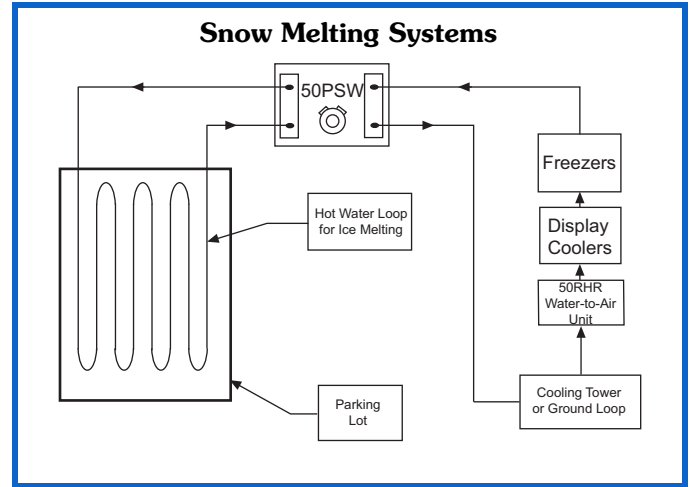 Snow Melting Systems
50PSW
Freezers
Hot Water Loop
for Ice Melting
Display
Coolers
50RHR
Water-to-Air
Unit
Cooling Tower
or Ground Loop
Parking
Lot